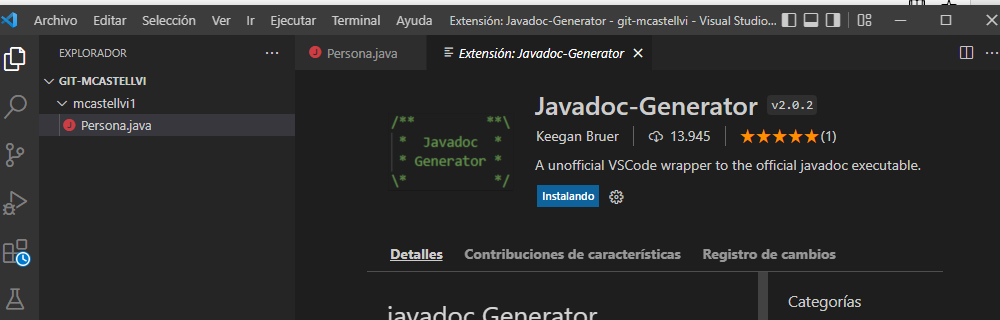 Archivo Editar Selección Ver Ir Ejecutar Terminal Ayuda Extensión: Javadoc-Generator - git-mcastellvi - Visual Studio...
EXPLORADOR ...
GIT-MCASTELLVI
mcastellvi1
J Persona.java
J Persona.java
Extensión: Javadoc-Generator
/** **\
* Javadoc *
* Generator *
\* */
Javadoc-Generator v2.0.2
Keegan Bruer 13.945 (1)
A unofficial VSCode wrapper to the official javadoc executable.
Instalando
Detalles Contribuciones de características Registro de cambios
javadoc Generator
Categorías